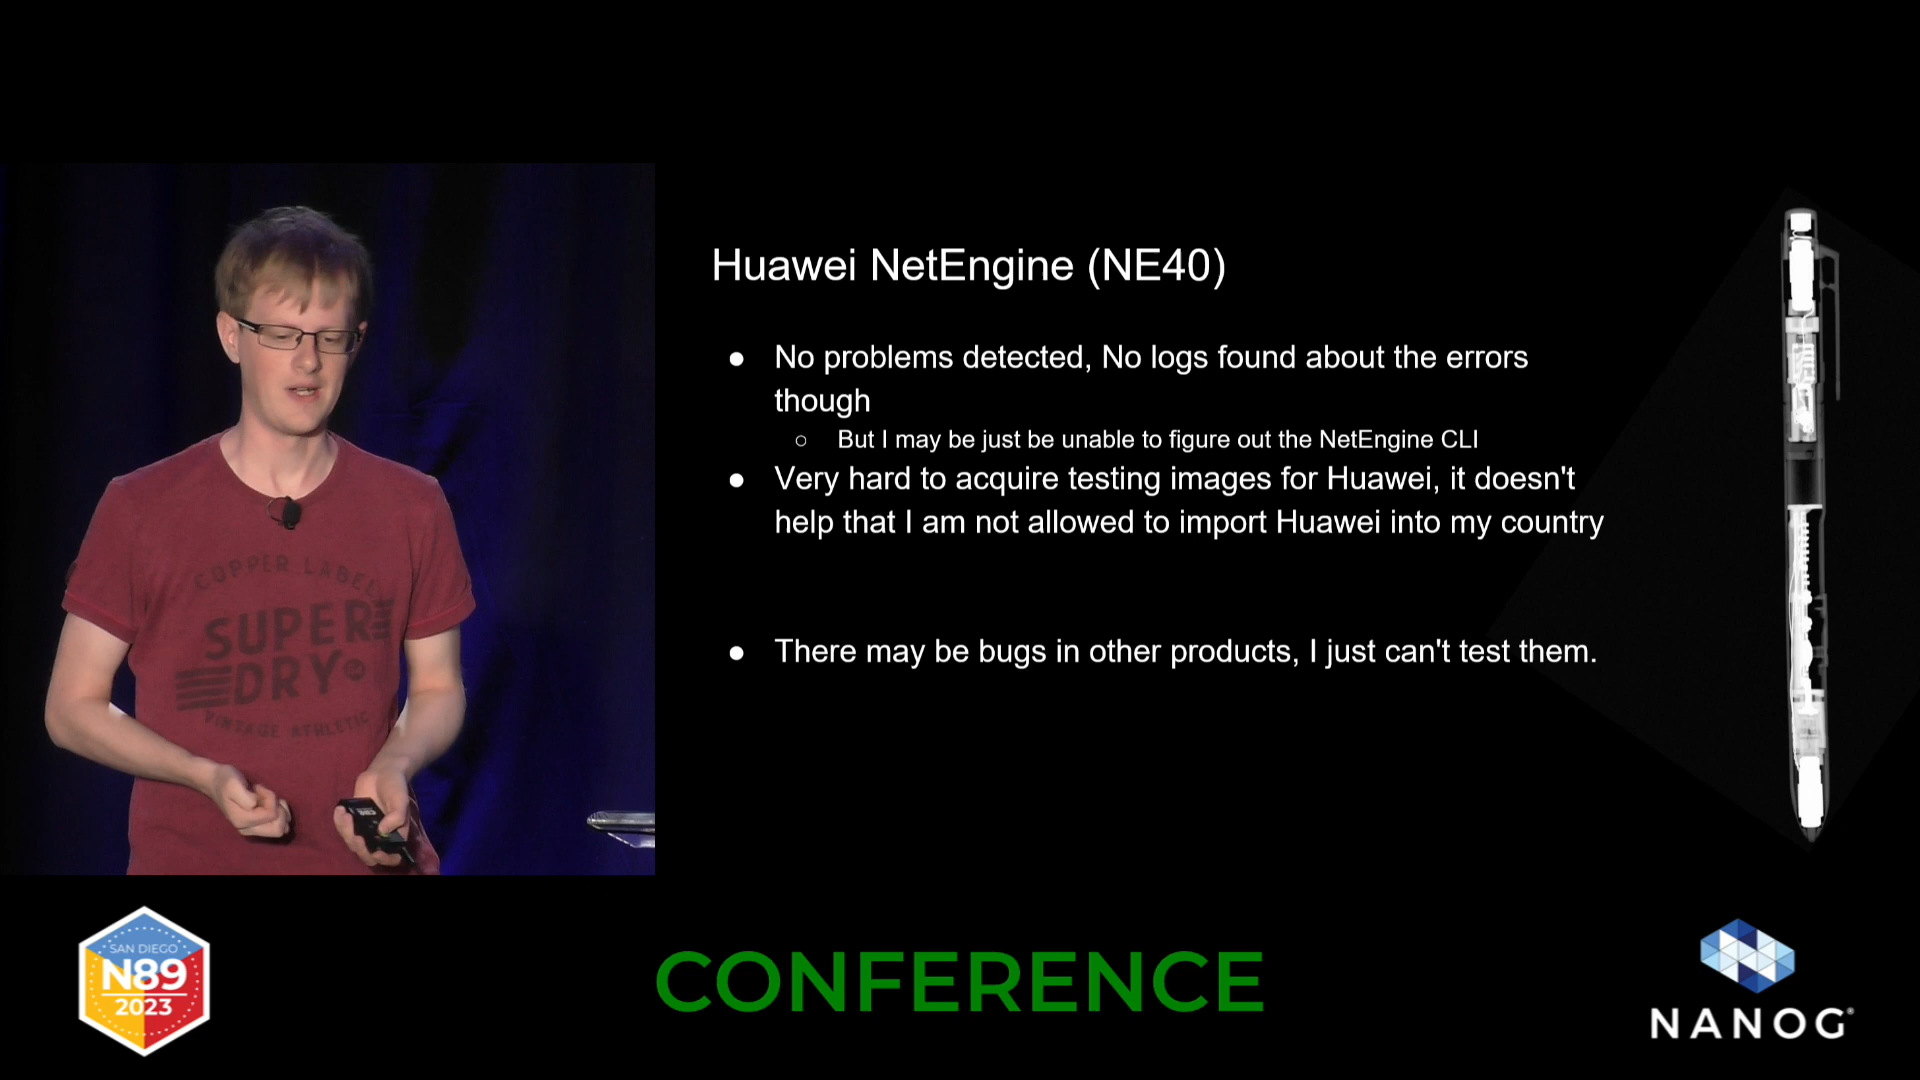 Huawei NetEngine (NE40)
● No problems detected, No logs found about the errors
though
○ But I may be just be unable to figure out the NetEngine CLI
● Very hard to acquire testing images for Huawei, it doesn't
help that I am not allowed to import Huawei into my country
● There may be bugs in other products, I just can't test them.
COPPER LABEL
SUPER
DRY
VINTAGE ATHLETIC
SAN DIEGO
N89
2023
CONFERENCE
NANOG®